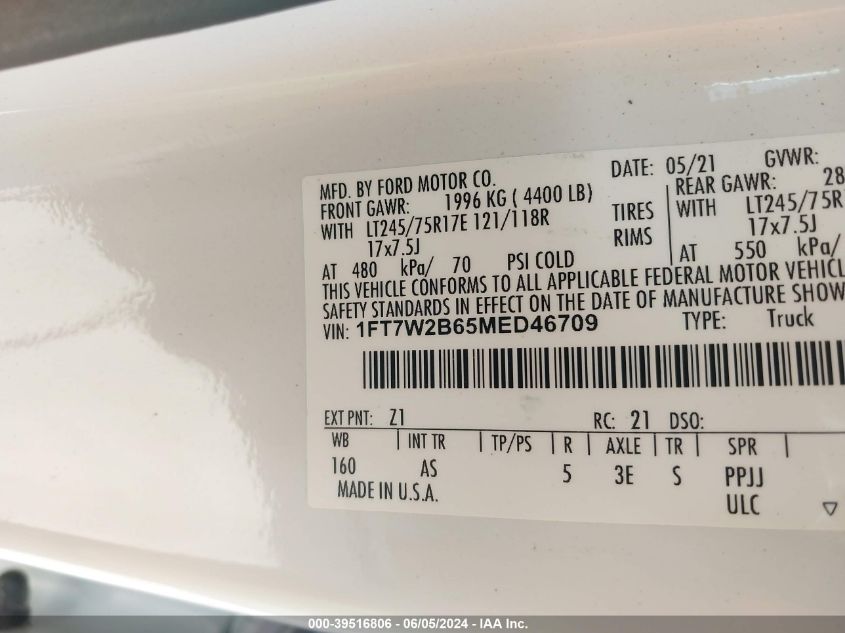 MFD. BY FORD MOTOR CO.
DATE: 05/21
GVWR:
FRONT GAWR: 1996 KG ( 4400 LB)
REAR GAWR: 28
WITH LT245/75R17E 121/118R
TIRES
WITH LT245/75R
17x7.5J
RIMS
17x7.5J
AT 480 kPa/ 70 PSI COLD
AT 550 kPa/
THIS VEHICLE CONFORMS TO ALL APPLICABLE FEDERAL MOTOR VEHICL
SAFETY STANDARDS IN EFFECT ON THE DATE OF MANUFACTURE SHOW
VIN: 1FT7W2B65MED46709
TYPE: Truck
EXT PNT: Z1
RC: 21 DSO:
WB | INT TR | TP/PS | R | AXLE | TR | SPR |
160 AS 5 3E S PPJJ
MADE IN U.S.A.
ULC
000-39516806 - 06/05/2024 - IAA Inc.